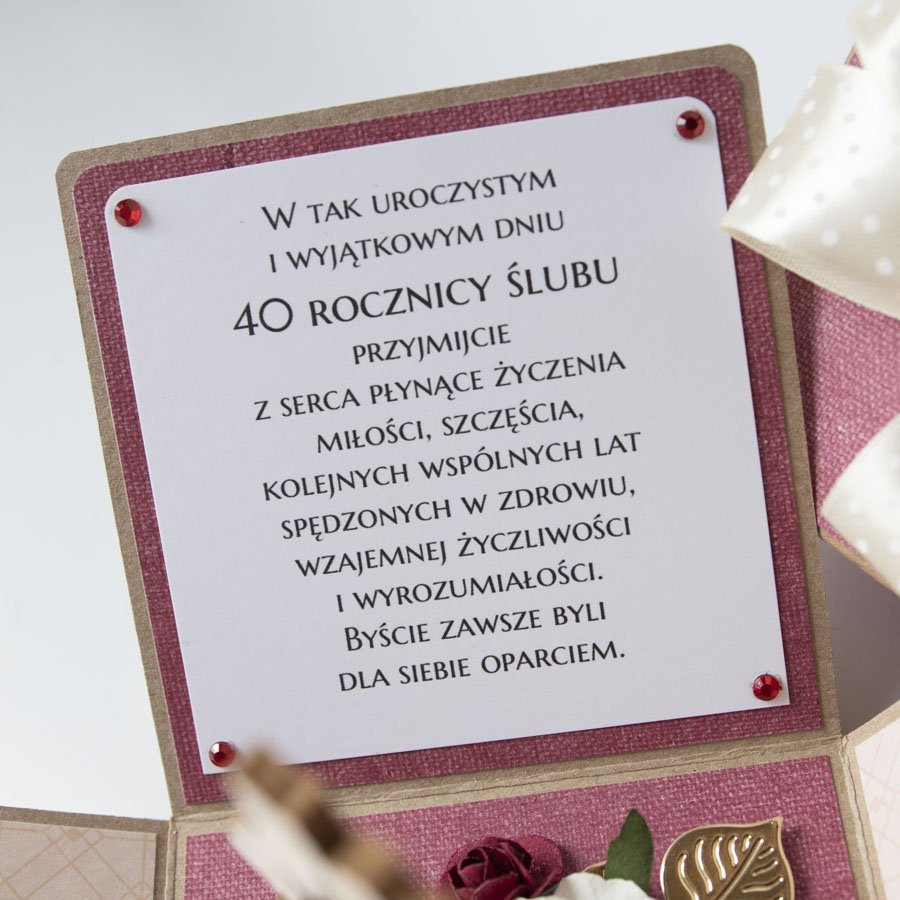 W TAK UROCZYSTYM
I WYJĄTKOWYM DNIU
40 ROCZNICY ŚLUBU
PRZYJMIJCIE
Z SERCA PŁYNĄCE ŻYCZENIA
MIŁOŚCI, SZCZĘŚCIA,
KOLEJNYCH WSPÓLNYCH LAT
SPĘDZONYCH W ZDROWIU,
WZAJEMNEJ ŻYCZLIWOŚCI
I WYROZUMIAŁOŚCI.
BYŚCIE ZAWSZE BYLI
DLA SIEBIE OPARCIEM.